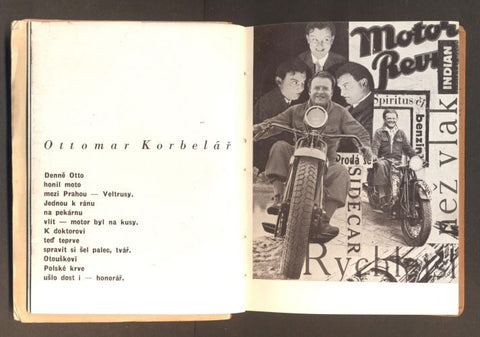 Ottomar Korbelář
Denně Otto
honil moto
mezi Prahou — Veltrusy.
Jednou k ránu
na pekárnu
vlít — motor byl na kusy.
K doktorovi
teď teprve
spravit si šel palec, tvář.
Otouškovi
Polské krve
ušlo dost i — honorář.
Motor
Revu
INDIAN
Spiritus či
benzin
Prodá se
SIDECAR
Rychlejší
než vlak